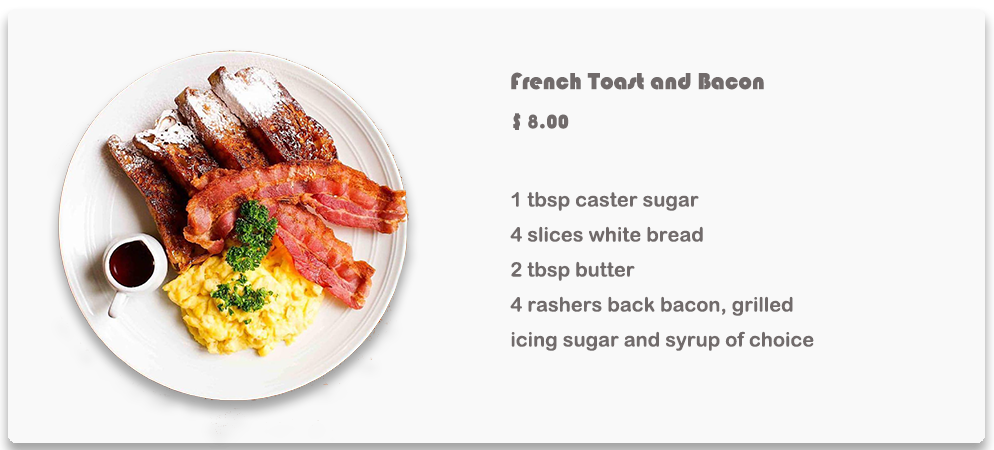 French Toast and Bacon
$ 8.00
1 tbsp caster sugar
4 slices white bread
2 tbsp butter
4 rashers back bacon, grilled
icing sugar and syrup of choice